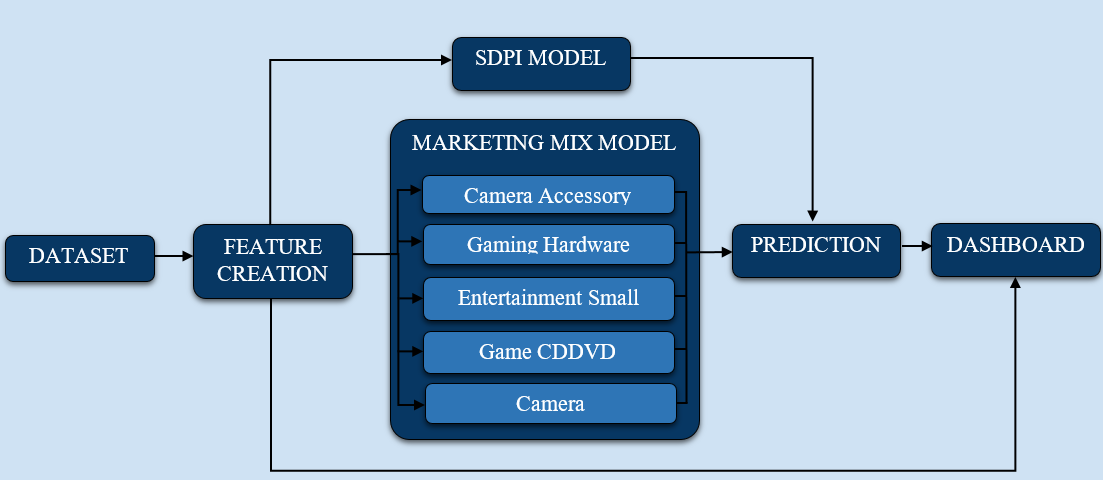 SDPI MODEL
MARKETING MIX MODEL
Camera Accessory
Gaming Hardware
Entertainment Small
Game CDDVD
Camera
DATASET
FEATURE
CREATION
PREDICTION
DASHBOARD